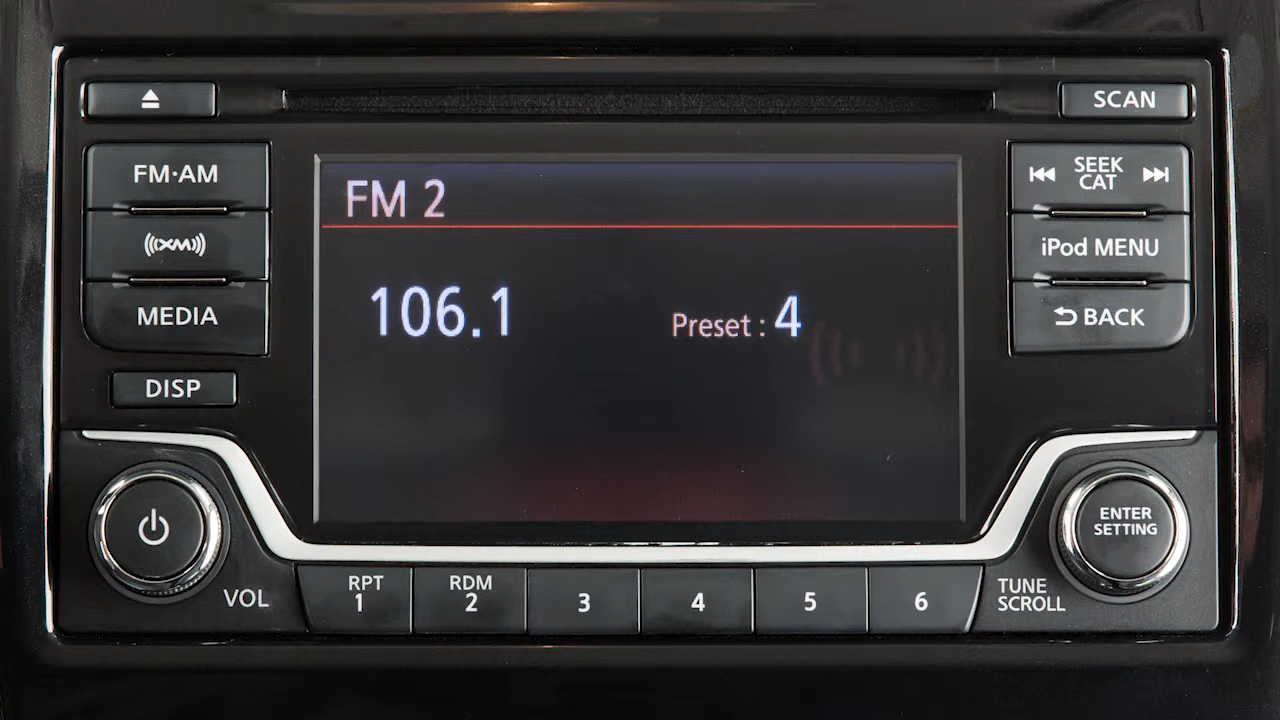 SCAN
FM·AM
SEEK
CAT
FM 2
XM
iPod MENU
106.1
Preset : 4
MEDIA
BACK
DISP
ENTER
SETTING
VOL
RPT
1
RDM
2
3
4
5
6
TUNE
SCROLL